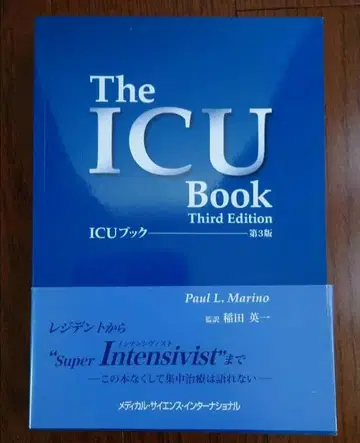 The
ICU
Book
Third Edition
ICUブック 第3版
Paul L. Marino
監訳 稲田 英一
レジデントから
インテンシヴィスト
“Super Intensivist”まで
—この本なくして集中治療は語れない—
メディカル・サイエンス・インターナショナル